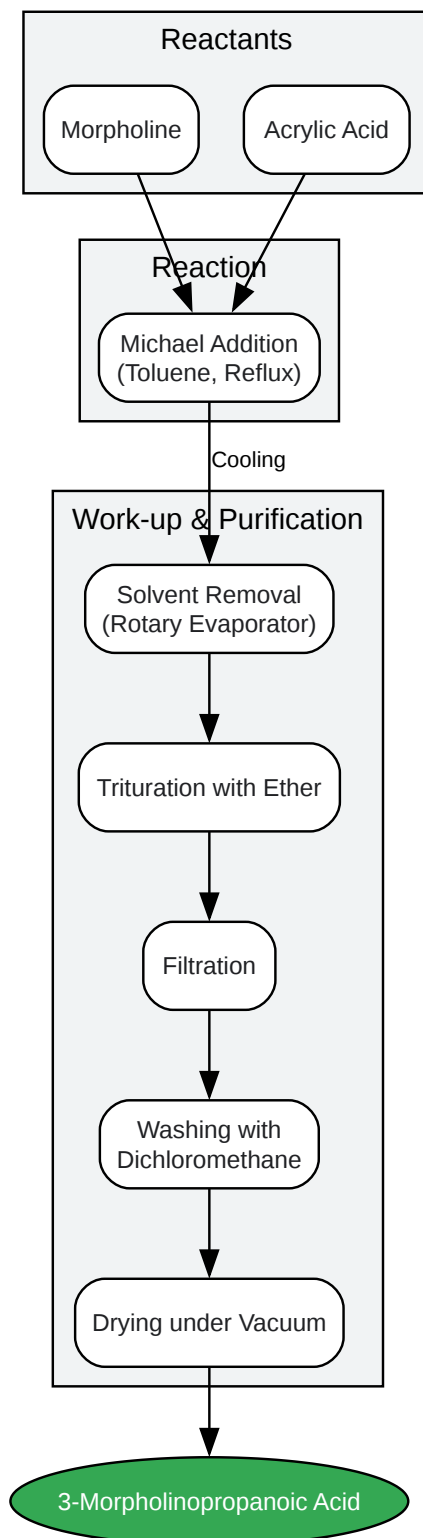 Reactants
Morpholine
Acrylic Acid
Reaction
Michael Addition
(Toluene, Reflux)
Cooling
Work-up & Purification
Solvent Removal
(Rotary Evaporator)
Trituration with Ether
Filtration
Washing with
Dichloromethane
Drying under Vacuum
3-Morpholinopropanoic Acid